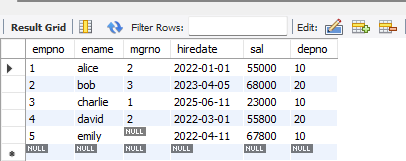 Result Grid Filter Rows: Edit:
empno ename mgrno hiredate sal depno
1 alice 2 2022-01-01 55000 10
2 bob 3 2023-04-05 68000 20
3 charlie 1 2025-06-11 23000 10
4 david 2 2022-03-01 55800 20
5 emily NULL 2022-04-11 67800 10
NULL NULL NULL NULL NULL NULL